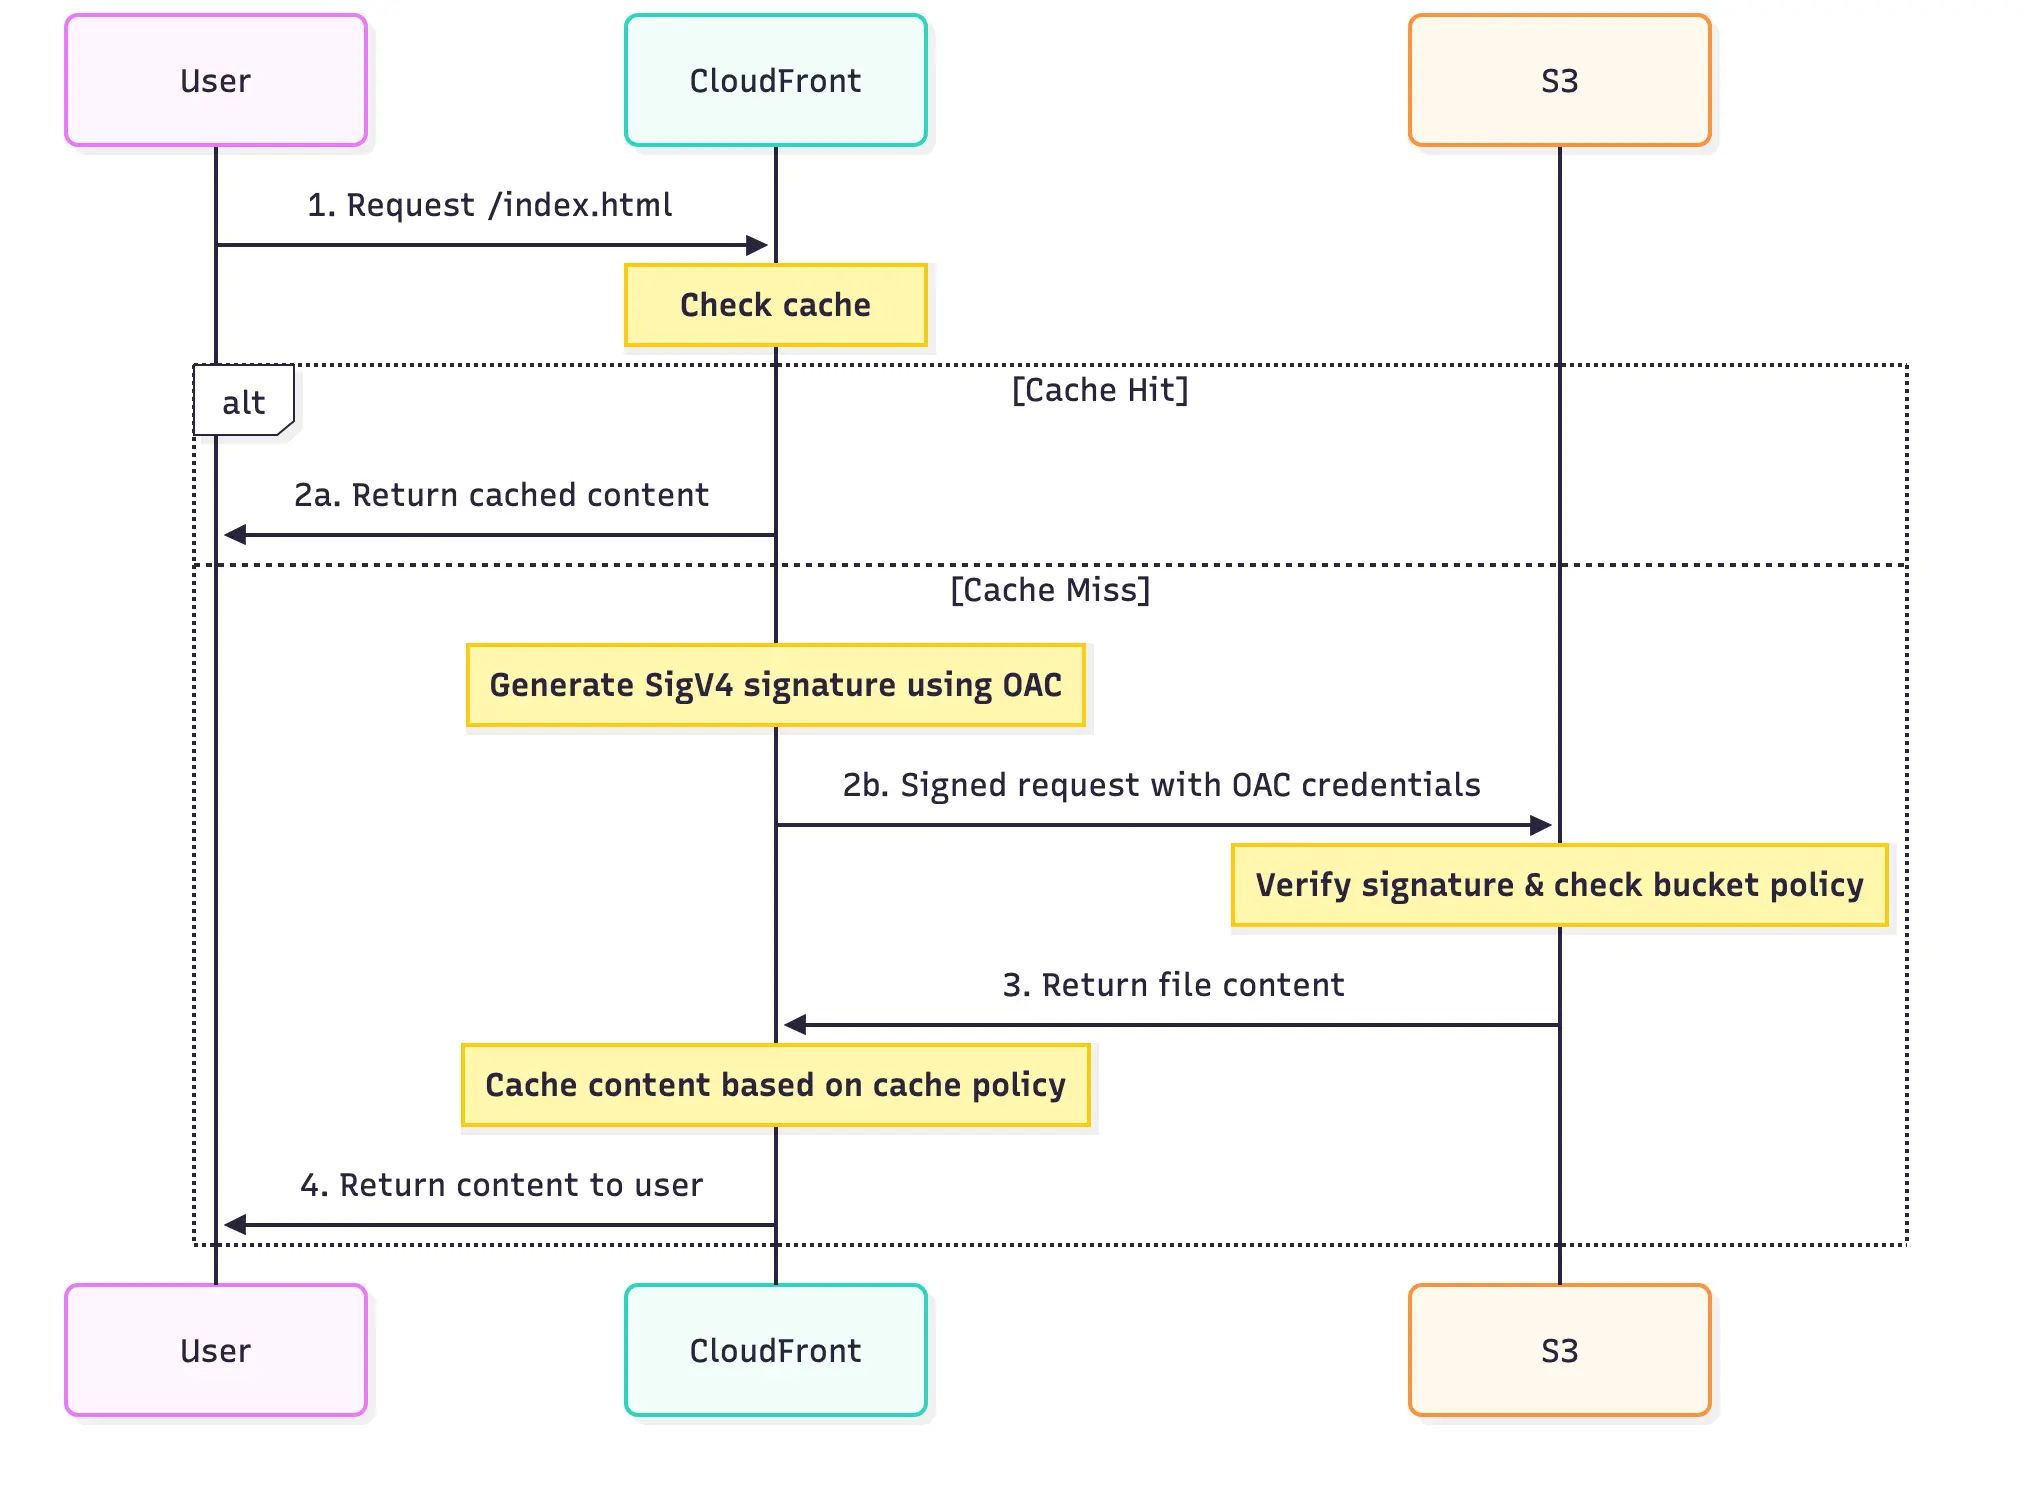 User
CloudFront
S3
1. Request /index.html
Check cache
alt
[Cache Hit]
2a. Return cached content
[Cache Miss]
Generate SigV4 signature using OAC
2b. Signed request with OAC credentials
Verify signature & check bucket policy
3. Return file content
Cache content based on cache policy
4. Return content to user
User
CloudFront
S3